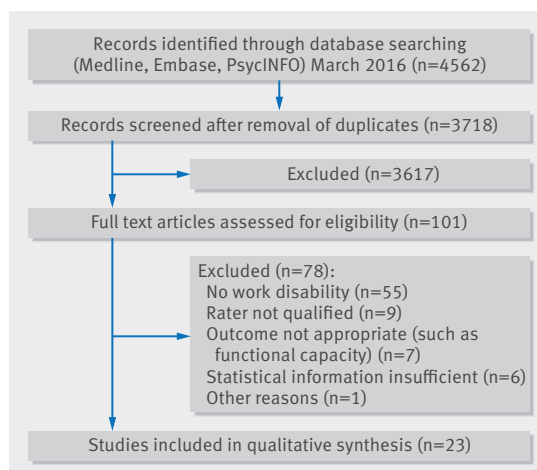 Records identified through database searching
(Medline, Embase, PsycINFO) March 2016 (n=4562)
Records screened after removal of duplicates (n=3718)
Excluded (n=3617)
Full text articles assessed for eligibility (n=101)
Excluded (n=78):
No work disability (n=55)
Rater not qualified (n=9)
Outcome not appropriate (such as
functional capacity) (n=7)
Statistical information insufficient (n=6)
Other reasons (n=1)
Studies included in qualitative synthesis (n=23)